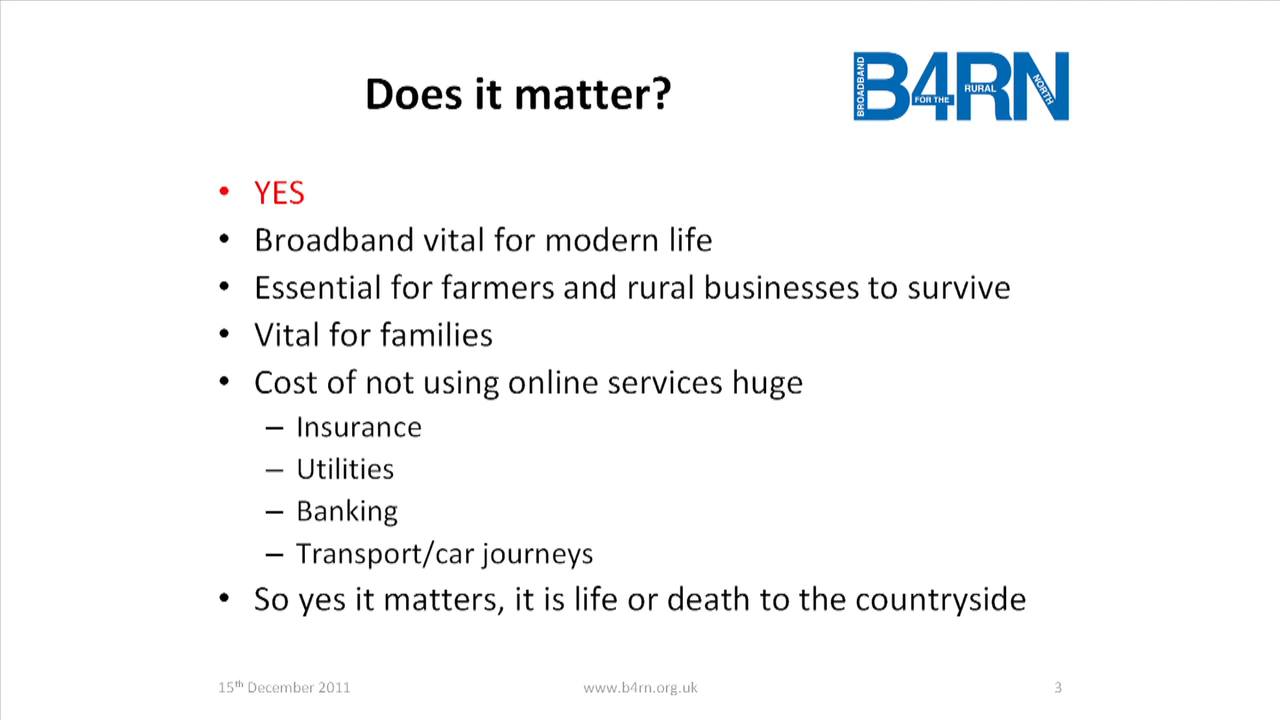 Does it matter?
BROADBAND
B4RN
FOR THE
RURAL
NORTH
• YES
• Broadband vital for modern life
• Essential for farmers and rural businesses to survive
• Vital for families
• Cost of not using online services huge
– Insurance
– Utilities
– Banking
– Transport/car journeys
• So yes it matters, it is life or death to the countryside
15th December 2011
www.b4rn.org.uk
3